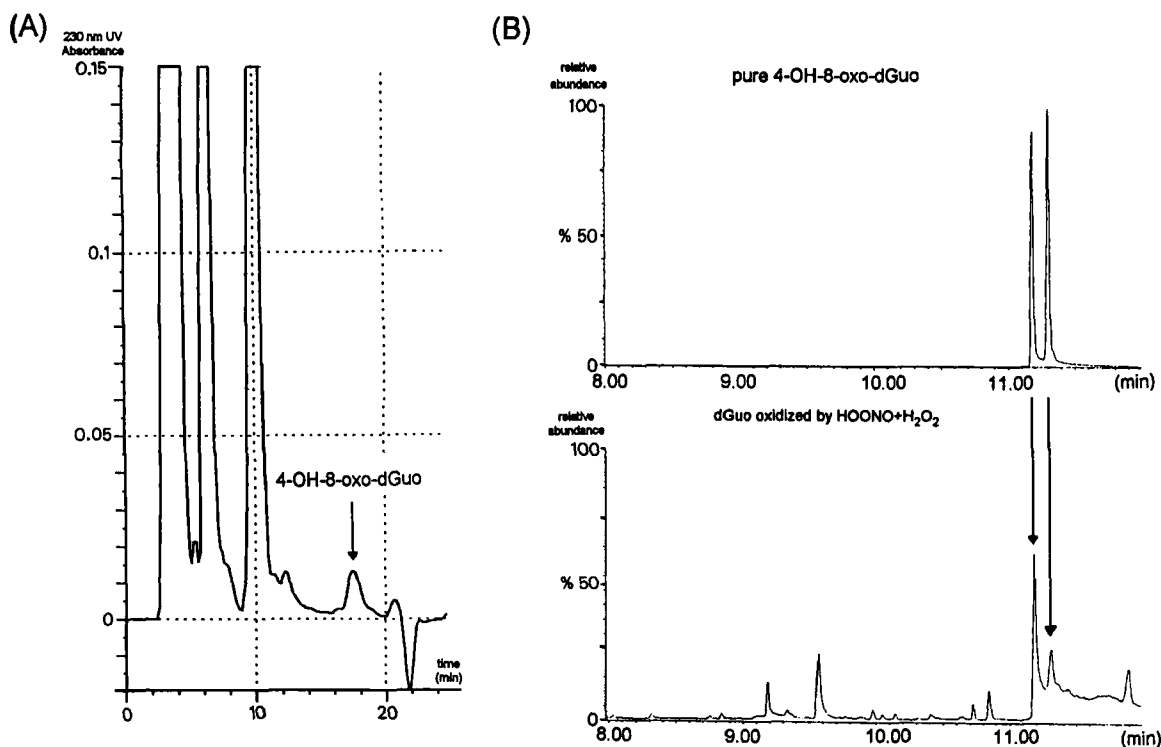 (A)
230 nm UV
Absorbance
0.15
0.1
0.05
0
4-OH-8-oxo-dGuo
time
(min)
0 10 20
(B)
relative
abundance
pure 4-OH-8-oxo-dGuo
100
% 50
0
8.00 9.00 10.00 11.00 (min)
relative
abundance
dGuo oxidized by HOONO+H₂O₂
100
% 50
0
8.00 9.00 10.00 11.00 (min)